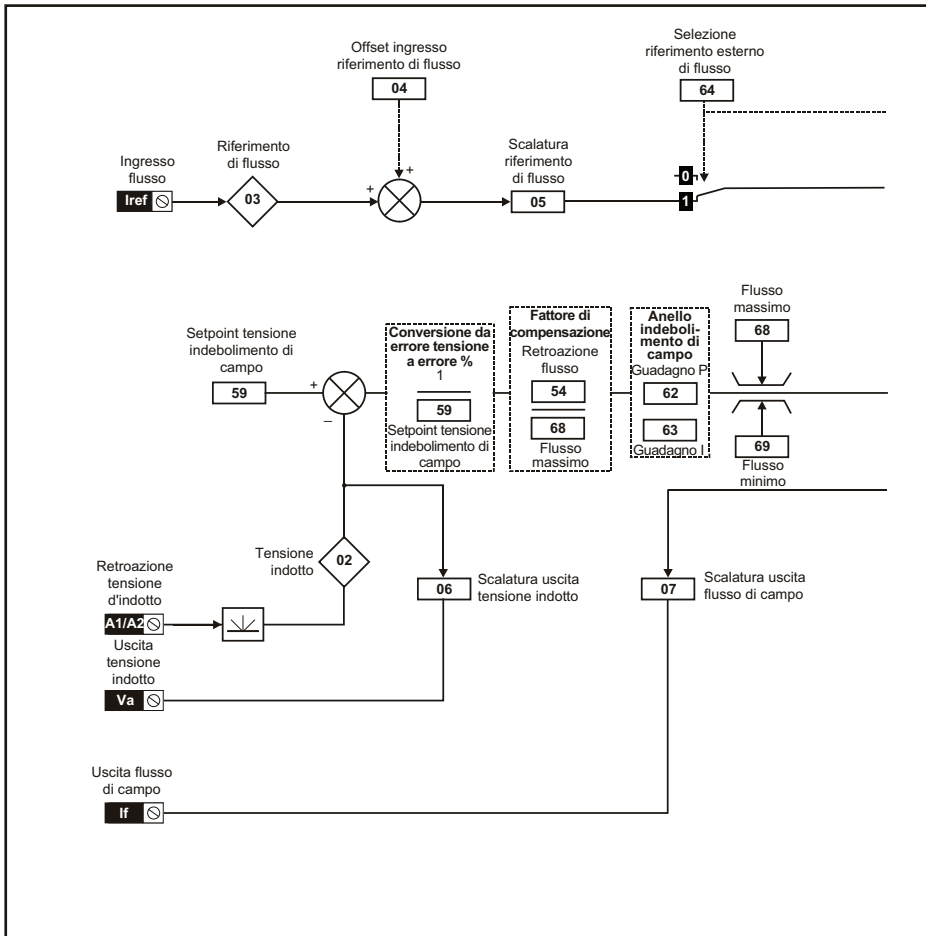 Offset ingresso
riferimento di flusso
04
Selezione
riferimento esterno
di flusso
64
Ingresso
flusso
Iref
Riferimento
di flusso
03
+
+
Scalatura
riferimento
di flusso
05
0
1
Setpoint tensione
indebolimento di
campo
59
+
–
Conversione da
errore tensione
a errore %
1
59
Setpoint tensione
indebolimento di
campo
Fattore di
compensazione
Retroazione
flusso
54
68
Flusso
massimo
Anello
indeboli-
mento di
campo
Guadagno P
62
63
Guadagno I
Flusso
massimo
68
69
Flusso
minimo
Tensione
indotto
02
Retroazione
tensione
d'indotto
A1/A2
06
Scalatura uscita
tensione indotto
07
Scalatura uscita
flusso di campo
Uscita
tensione
indotto
Va
Uscita flusso
di campo
If